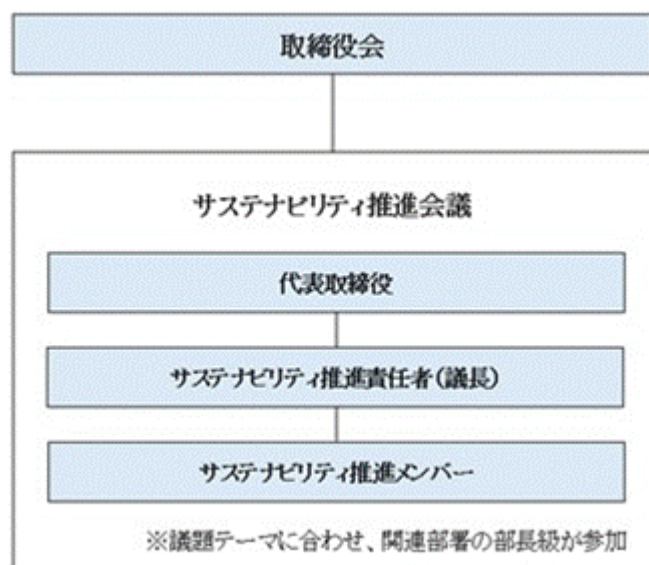 取締役会
サステナビリティ推進会議
代表取締役
サステナビリティ推進責任者(議長)
サステナビリティ推進メンバー
※議題テーマに合わせ、関連部署の部長級が参加